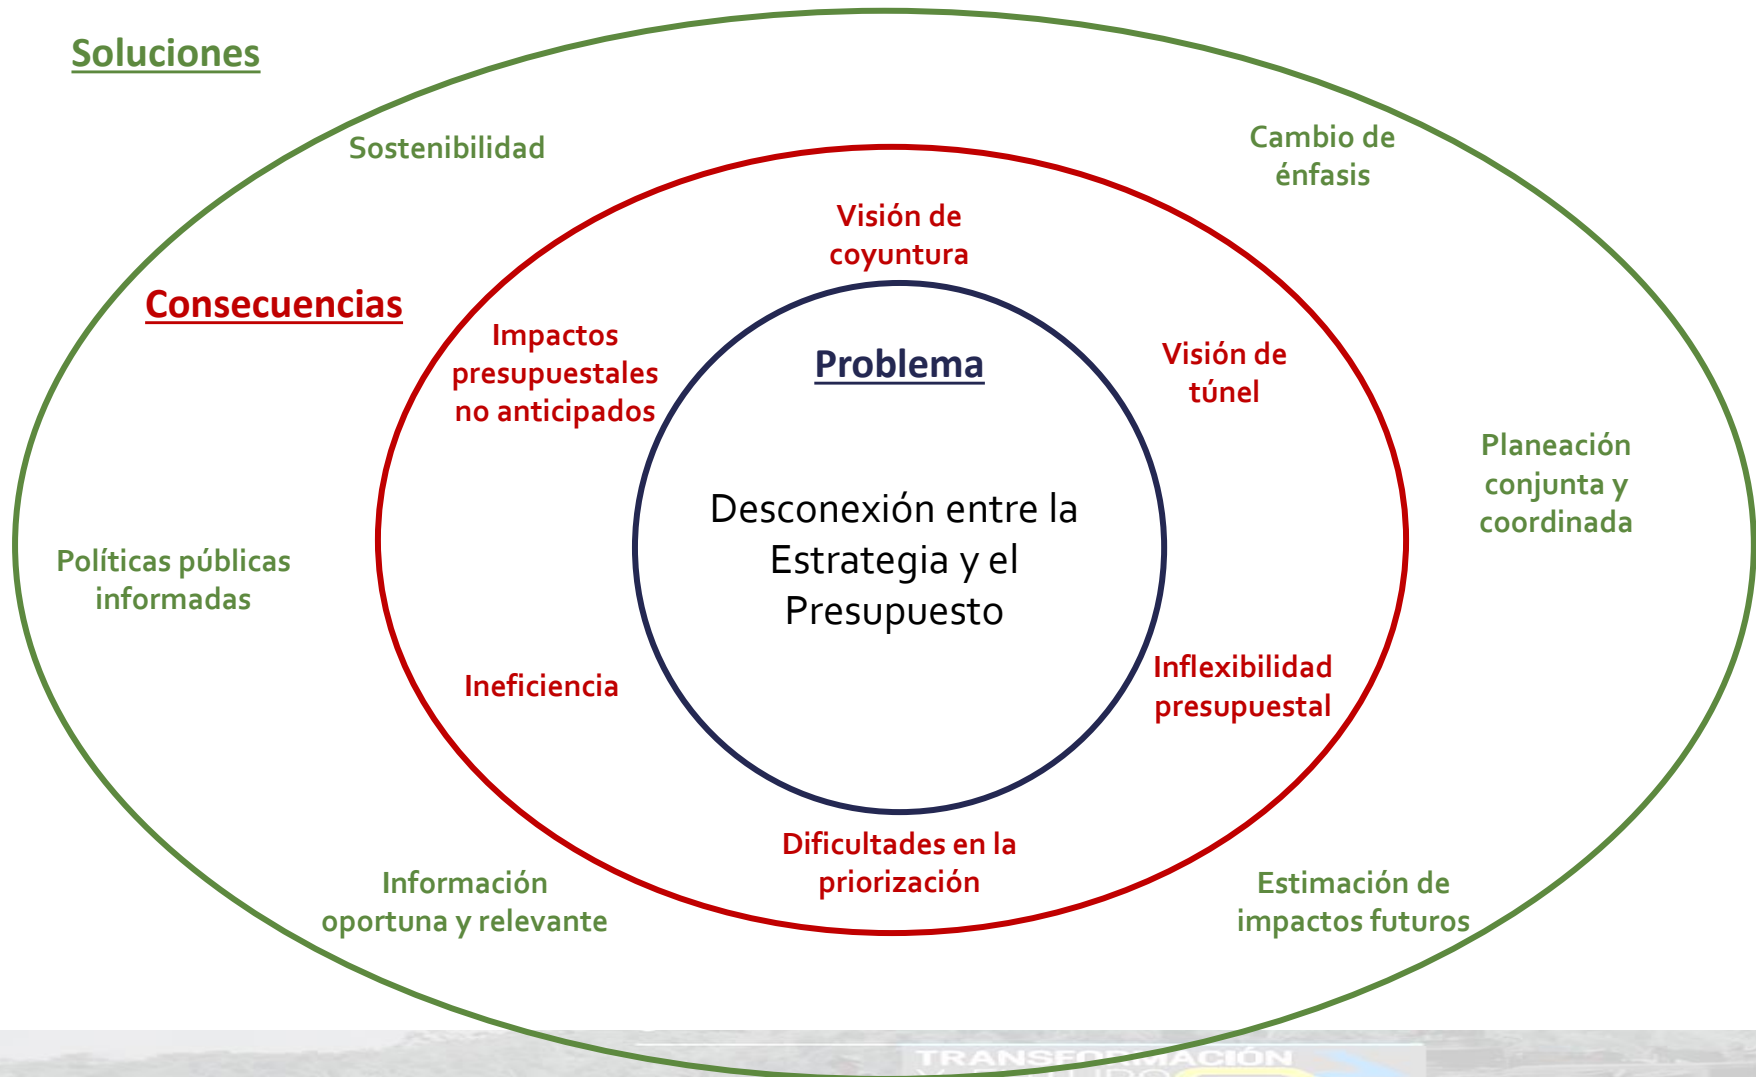 Soluciones
Sostenibilidad
Cambio de
énfasis
Visión de
coyuntura
Consecuencias
Impactos
presupuestales
no anticipados
Problema
Visión de
túnel
Desconexión entre la
Estrategia y el
Presupuesto
Planeación
conjunta y
coordinada
Políticas públicas
informadas
Ineficiencia
Inflexibilidad
presupuestal
Dificultades en la
priorización
Información
oportuna y relevante
Estimación de
impactos futuros
TRANSFORMACIÓN